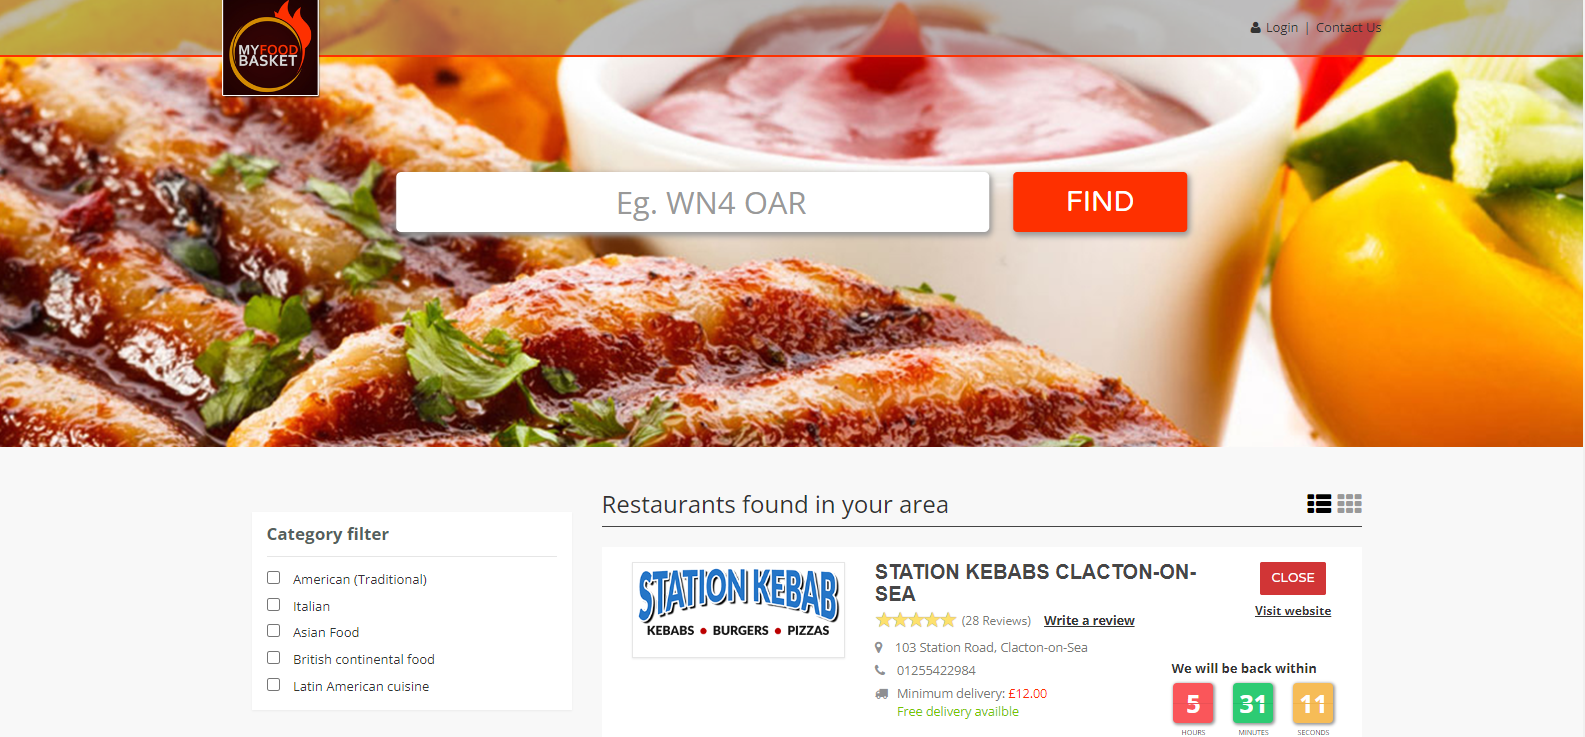 MYFOOD
BASKET
Login | Contact Us
Eg. WN4 OAR
FIND
Category filter
American (Traditional)
Italian
Asian Food
British continental food
Latin American cuisine
Restaurants found in your area
STATION KEBAB
KEBABS • BURGERS • PIZZAS
STATION KEBABS CLACTON-ON-
SEA
(28 Reviews) Write a review
103 Station Road, Clacton-on-Sea
01255422984
Minimum delivery: £12.00
Free delivery availble
CLOSE
Visit website
We will be back within
5 31 11
HOURS MINUTES SECONDS